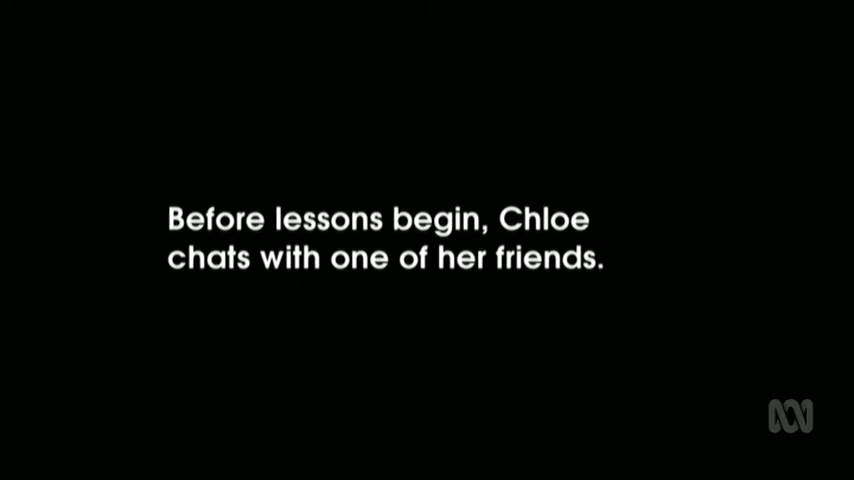 Before lessons begin, Chloe
chats with one of her friends.